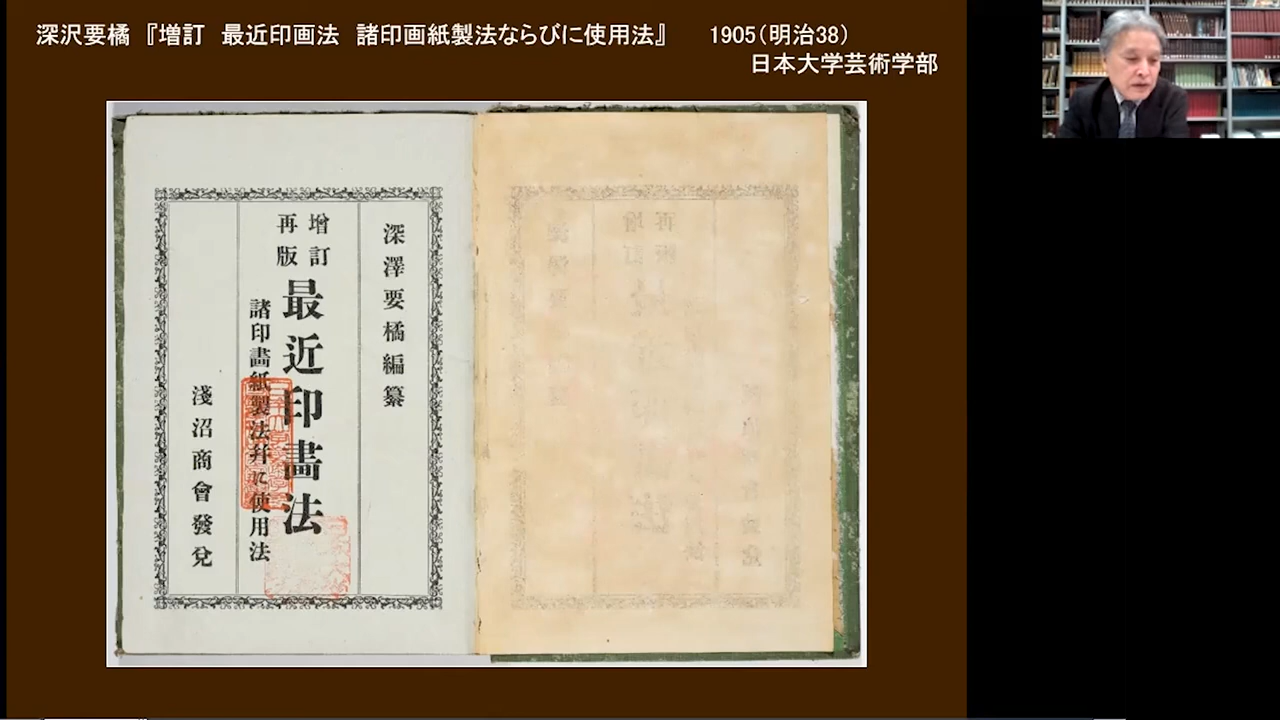 深沢要橘 『増訂 最近印画法 諸印画紙製法ならびに使用法』 1905(明治38)
日本大学芸術学部
深澤要橘編纂
增訂
再版
最近印畵法
諸印畵紙製法幷に使用法
淺沼商會發兌